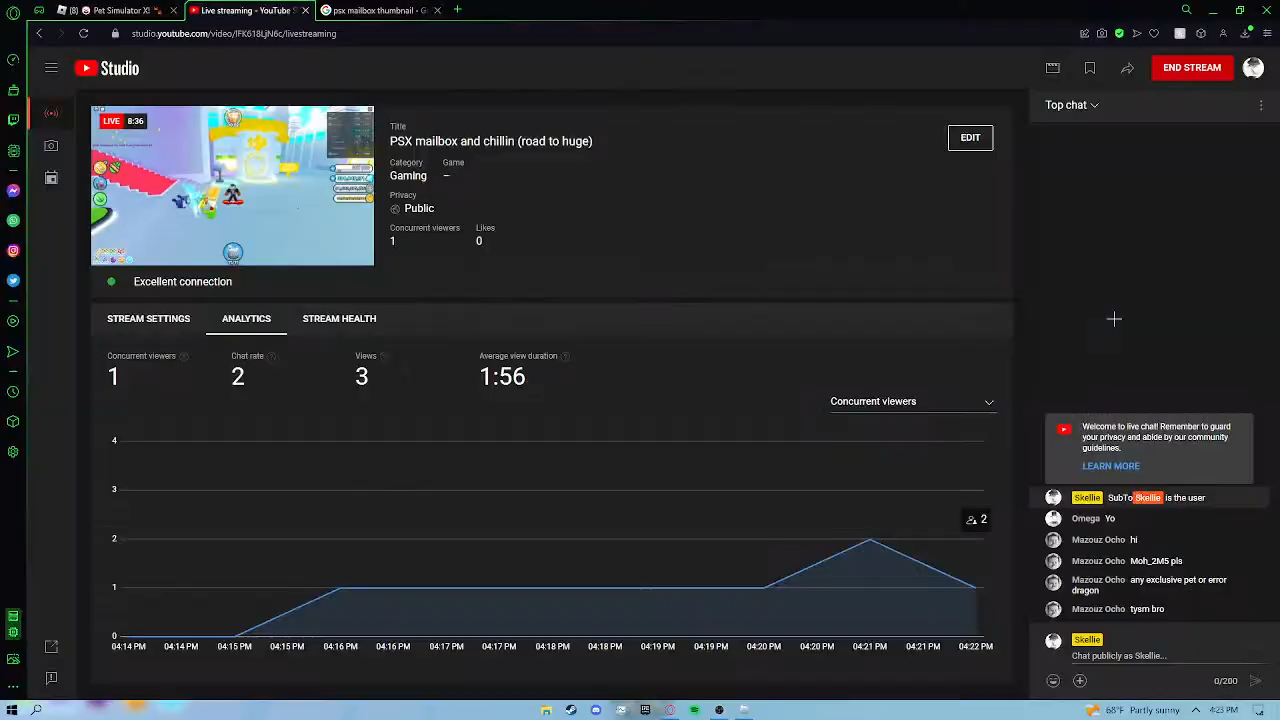 [8] Pet Simulator X!
Live streaming - YouTube S
psx mailbox thumbnail - G
studio.youtube.com/video/lFK618LjN6c/livestreaming
Studio
END STREAM
LIVE 8:36
Title
PSX mailbox and chillin (road to huge)
EDIT
Category Game
Gaming –
Privacy
Public
Concurrent viewers Likes
1 0
Excellent connection
STREAM SETTINGS ANALYTICS STREAM HEALTH
Concurrent viewers Chat rate Views Average view duration
1 2 3 1:56
Concurrent viewers
4
3
2
2
1
0
04:14 PM 04:14 PM 04:15 PM 04:15 PM 04:16 PM 04:16 PM 04:17 PM 04:17 PM 04:18 PM 04:18 PM 04:19 PM 04:19 PM 04:20 PM 04:20 PM 04:21 PM 04:21 PM 04:22 PM
Top chat
Welcome to live chat! Remember to guard
your privacy and abide by our community
guidelines.
LEARN MORE
Skellie SubTo Skellie is the user
Omega Yo
Mazouz Ocho hi
Mazouz Ocho Moh_2M5 pls
Mazouz Ocho any exclusive pet or error
dragon
Mazouz Ocho tysm bro
Skellie
Chat publicly as Skellie...
0/200
68°F Partly sunny 4:23 PM